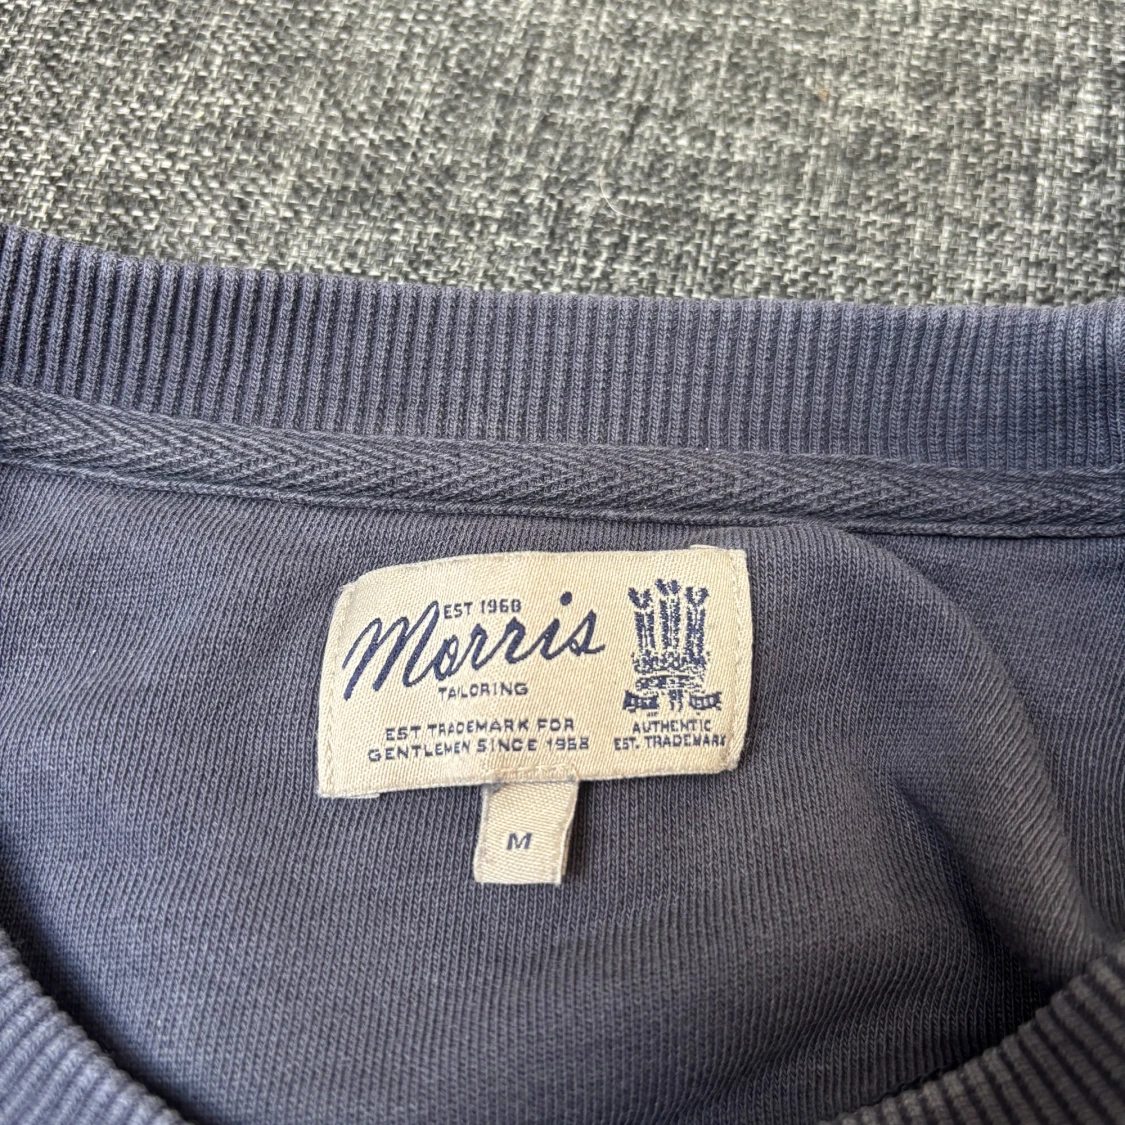 EST 1968
Morris
TAILORING
EST TRADEMARK FOR
GENTLEMEN SINCE 1968
AUTHENTIC
EST. TRADEMARK
M